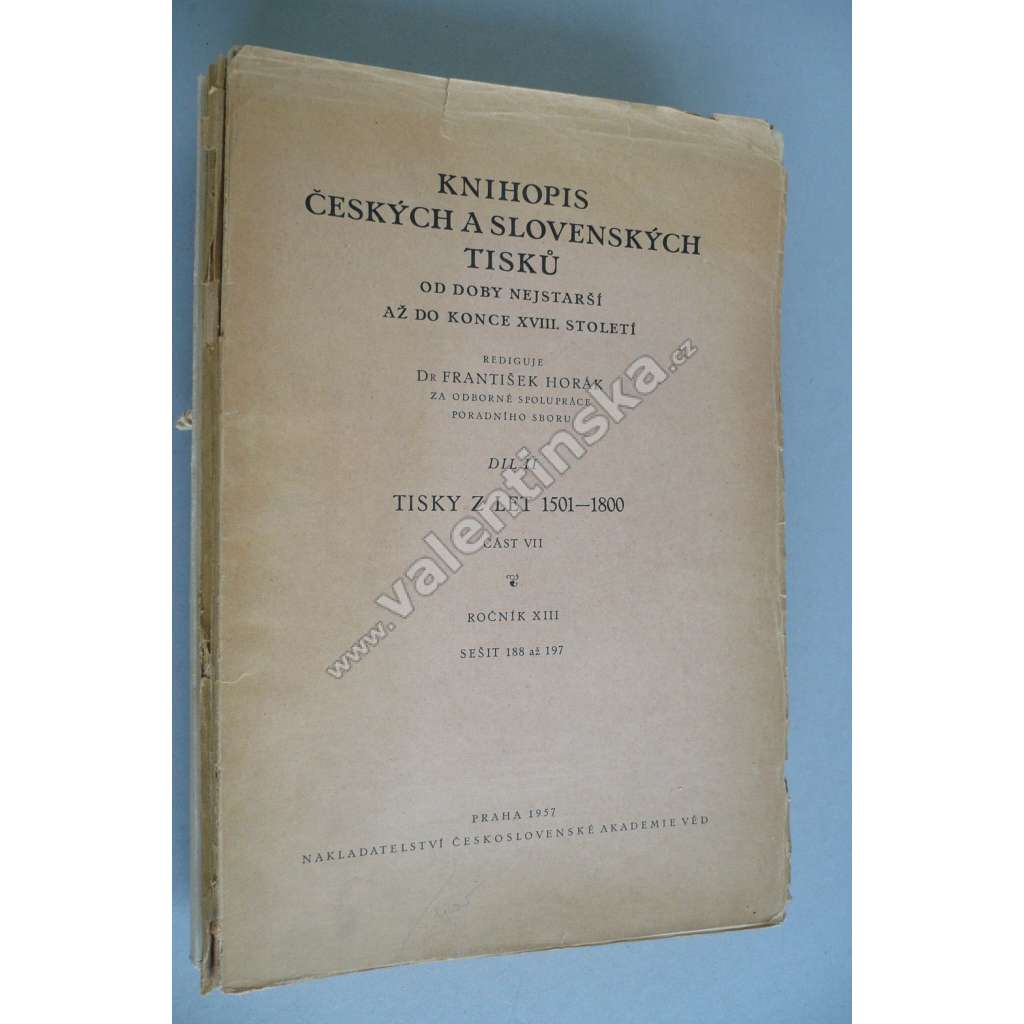 KNIHOPIS
ČESKÝCH A SLOVENSKÝCH
TISKŮ
OD DOBY NEJSTARŠÍ
AŽ DO KONCE XVIII. STOLETÍ
REDIGUJE
DR FRANTIŠEK HORÁK
ZA ODBORNÉ SPOLUPRÁCE
PORADNÍHO SBORU
DIL II
TISKY Z LET 1501—1800
ČÁST VII
ROČNÍK XIII
SEŠIT 188 až 197
PRAHA 1957
NAKLADATELSTVÍ ČESKOSLOVENSKÉ AKADEMIE VĚD
www.valentinska.cz